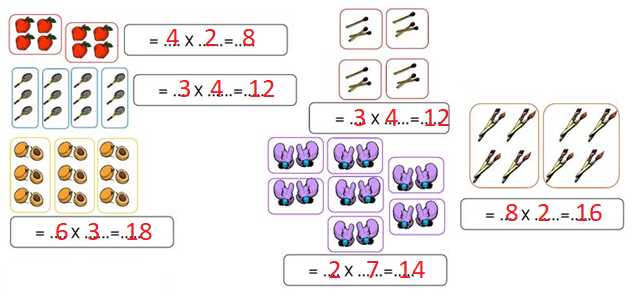 = 4 x 2 = 8
= 3 x 4 = 12
= 3 x 4 = 12
= 6 x 3 = 18
= 8 x 2 = 16
= 2 x 7 = 14